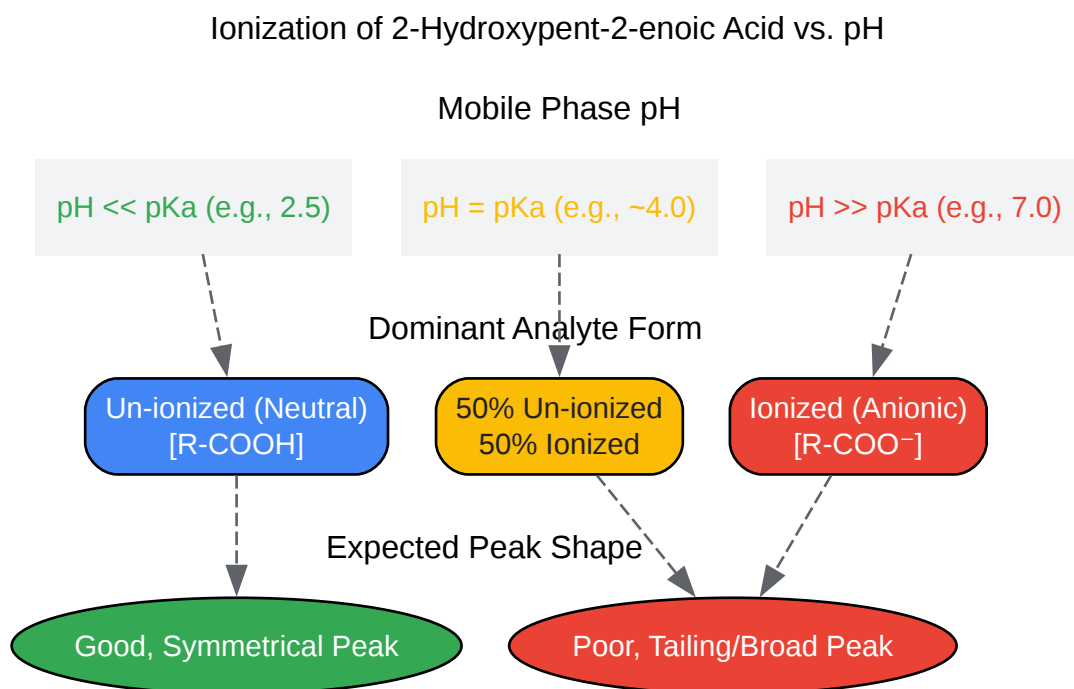 Ionization of 2-Hydroxypent-2-enoic Acid vs. pH
Mobile Phase pH
pH << pKa (e.g., 2.5)
pH = pKa (e.g., ~4.0)
pH >> pKa (e.g., 7.0)
Dominant Analyte Form
Un-ionized (Neutral)
[R-COOH]
50% Un-ionized
50% Ionized
Ionized (Anionic)
[R-COO⁻]
Expected Peak Shape
Good, Symmetrical Peak
Poor, Tailing/Broad Peak